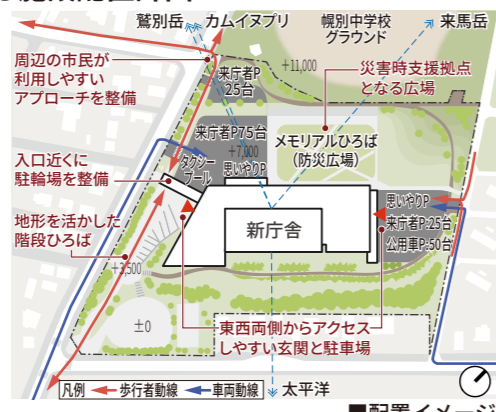 鷲別岳
カムイヌプリ
幌別中学校
グラウンド
来馬岳
周辺の市民が
利用しやすい
アプローチを整備
来庁者P
25台
+11,000
災害時支援拠点
となる広場
来庁者P75台
+7,000
タクシー
プール
思いやりP
メモリアルひろば
(防災広場)
入口近くに
駐輪場を整備
思いやりP
来庁者P:25台
公用車P:50台
地形を活かした
階段ひろば
新庁舎
+3,500
±0
東西両側からアクセス
しやすい玄関と駐車場
凡例 歩行者動線 車両動線
太平洋
■配置イメージ